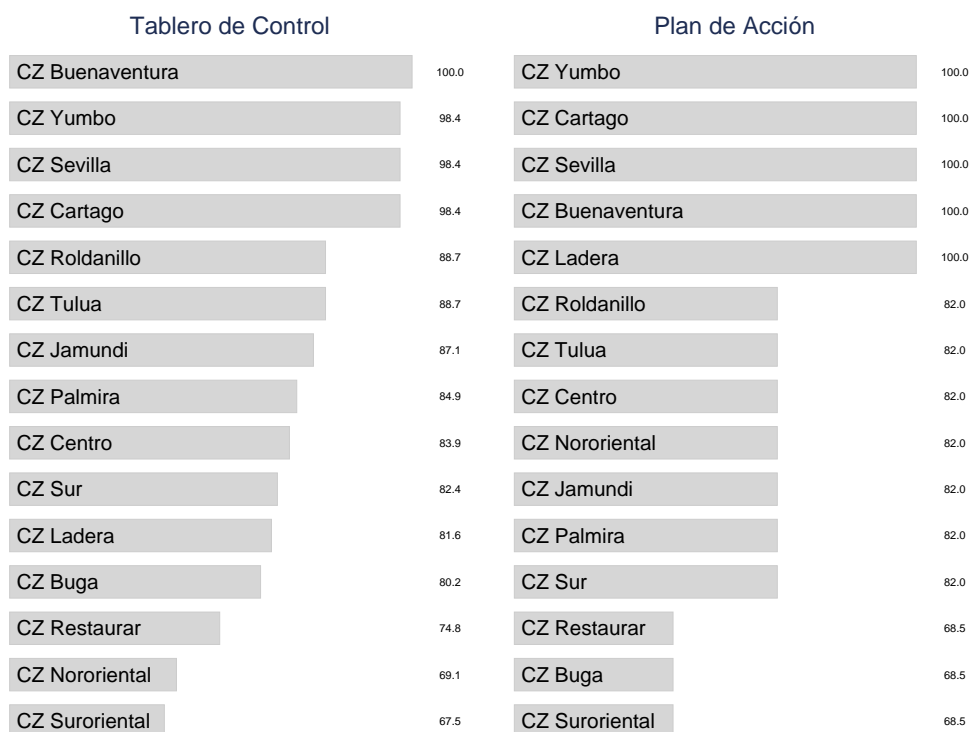 Tablero de Control
CZ Buenaventura 100.0
CZ Yumbo 98.4
CZ Sevilla 98.4
CZ Cartago 98.4
CZ Roldanillo 88.7
CZ Tulua 88.7
CZ Jamundi 87.1
CZ Palmira 84.9
CZ Centro 83.9
CZ Sur 82.4
CZ Ladera 81.6
CZ Buga 80.2
CZ Restaurar 74.8
CZ Nororiental 69.1
CZ Suroriental 67.5
Plan de Acción
CZ Yumbo 100.0
CZ Cartago 100.0
CZ Sevilla 100.0
CZ Buenaventura 100.0
CZ Ladera 100.0
CZ Roldanillo 82.0
CZ Tulua 82.0
CZ Centro 82.0
CZ Nororiental 82.0
CZ Jamundi 82.0
CZ Palmira 82.0
CZ Sur 82.0
CZ Restaurar 68.5
CZ Buga 68.5
CZ Suroriental 68.5